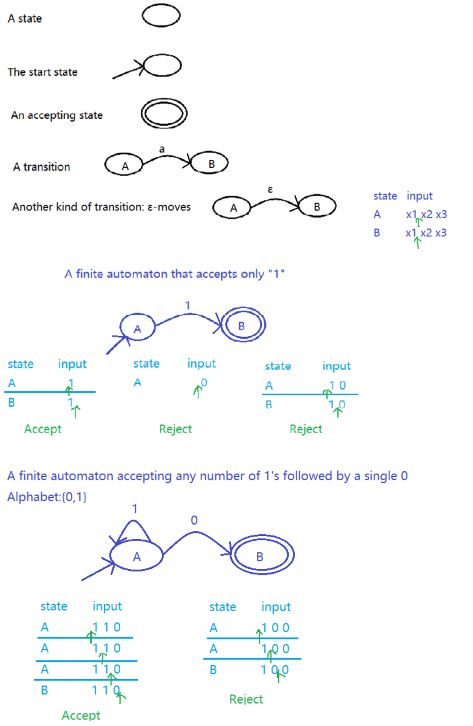 A state
The start state
An accepting state
A transition
A
a
B
Another kind of transition: ε-moves
A
ε
B
state input
A x1 x2 x3
B x1 x2 x3
A finite automaton that accepts only "1"
1
A
B
state input
A 1
B 1
Accept
state input
A 0
Reject
state input
A 1 0
B 1 0
Reject
A finite automaton accepting any number of 1's followed by a single 0
Alphabet:{0,1}
1
0
A
B
state input
A 1 1 0
A 1 1 0
A 1 1 0
B 1 1 0
Accept
state input
A 1 0 0
A 1 0 0
B 1 0 0
Reject